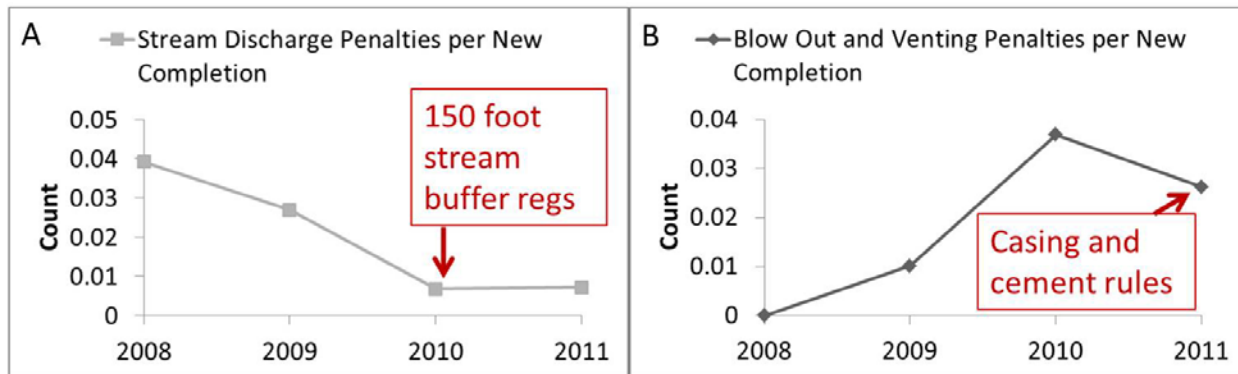 A
Stream Discharge Penalties per New
Completion
Count
0.05
0.04
0.03
0.02
0.01
0
150 foot
stream
buffer regs
2008
2009
2010
2011
B
Blow Out and Venting Penalties per New
Completion
Count
0.04
0.03
0.02
0.01
0
Casing and
cement rules
2008
2009
2010
2011